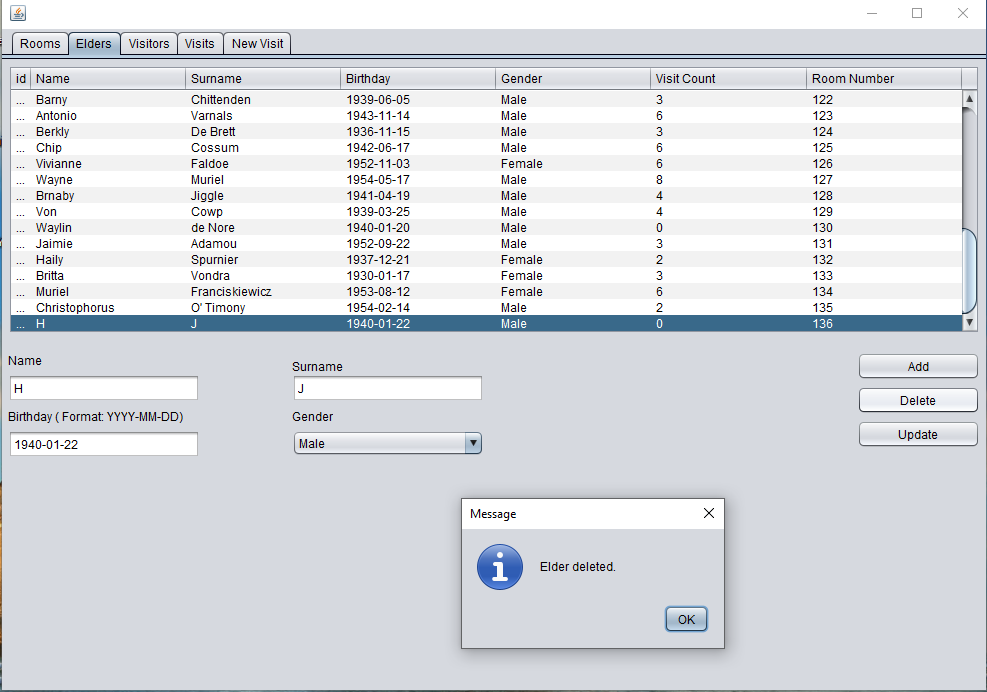 Rooms Elders Visitors Visits New Visit
id Name Surname Birthday Gender Visit Count Room Number
... Barny Chittenden 1939-06-05 Male 3 122
... Antonio Varnals 1943-11-14 Male 6 123
... Berkly De Brett 1936-11-15 Male 3 124
... Chip Cossum 1942-06-17 Male 6 125
... Vivianne Faldoe 1952-11-03 Female 6 126
... Wayne Muriel 1954-05-17 Male 8 127
... Brnaby Jiggle 1941-04-19 Male 4 128
... Von Cowp 1939-03-25 Male 4 129
... Waylin de Nore 1940-01-20 Male 0 130
... Jaimie Adamou 1952-09-22 Male 3 131
... Haily Spurnier 1937-12-21 Female 2 132
... Britta Vondra 1930-01-17 Female 3 133
... Muriel Franciskiewicz 1953-08-12 Female 6 134
... Christophorus O' Timony 1954-02-14 Male 2 135
... H J 1940-01-22 Male 0 136
Name
Surname
Add
H
J
Delete
Birthday ( Format: YYYY-MM-DD)
Gender
Update
1940-01-22
Male
Message
Elder deleted.
OK